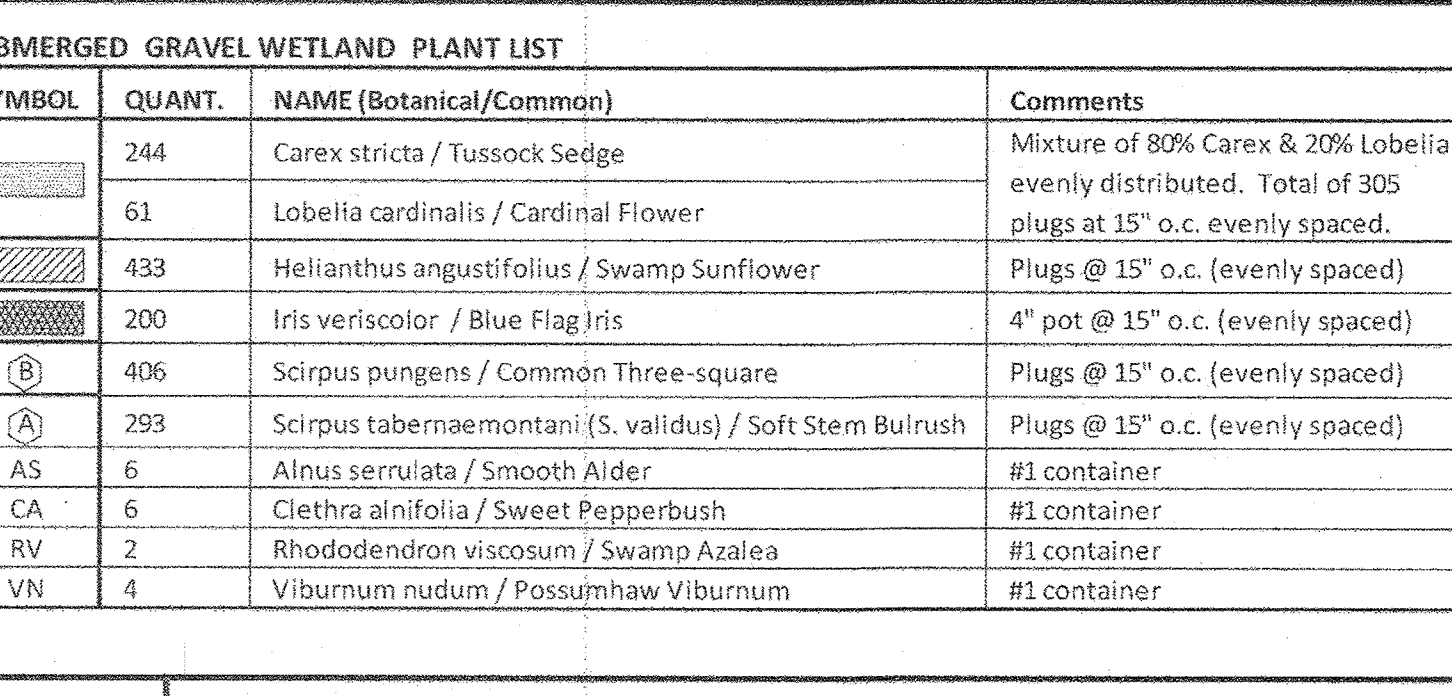 BMERGED GRAVEL WETLAND PLANT LIST
YMBOL QUANT. NAME (Botanical/Common) Comments
244 Carex stricta / Tussock Sedge Mixture of 80% Carex & 20% Lobelia
evenly distributed. Total of 305
61 Lobelia cardinalis / Cardinal Flower plugs at 15" o.c. evenly spaced.
433 Helianthus angustifolius / Swamp Sunflower Plugs @ 15" o.c. (evenly spaced)
200 Iris veriscolor / Blue Flag Iris 4" pot @ 15" o.c. (evenly spaced)
B 406 Scirpus pungens / Common Three-square Plugs @ 15" o.c. (evenly spaced)
A 293 Scirpus tabernaemontani (S. validus) / Soft Stem Bulrush Plugs @ 15" o.c. (evenly spaced)
AS 6 Alnus serrulata / Smooth Alder #1 container
CA 6 Clethra alnifolia / Sweet Pepperbush #1 container
RV 2 Rhododendron viscosum / Swamp Azalea #1 container
VN 4 Viburnum nudum / Possumhaw Viburnum #1 container